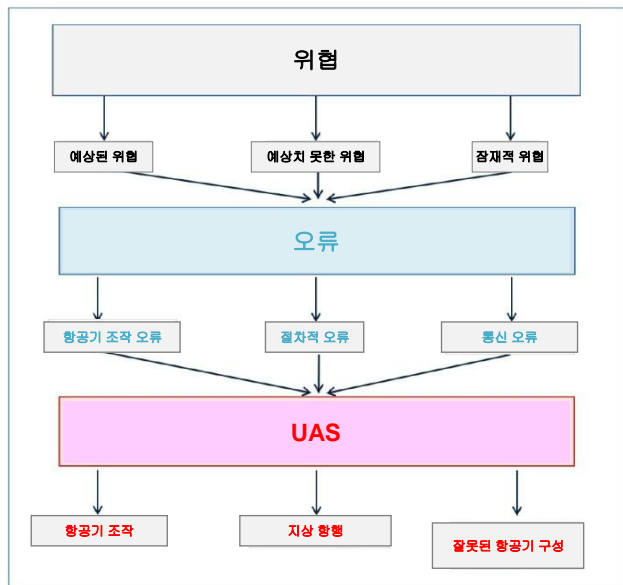 위협
예상된 위협
예상치 못한 위협
잠재적 위협
오류
항공기 조작 오류
절차적 오류
통신 오류
UAS
항공기 조작
지상 항행
잘못된 항공기 구성